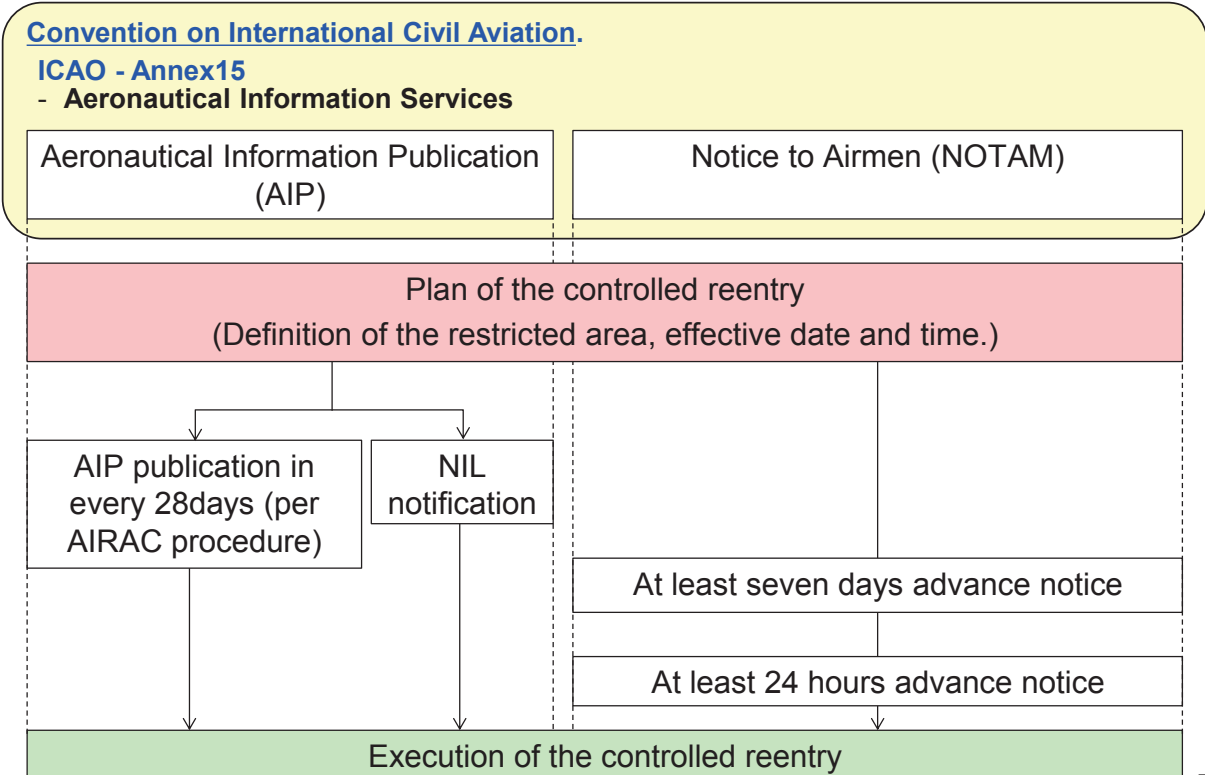 Convention on International Civil Aviation.
ICAO - Annex15
- Aeronautical Information Services
Aeronautical Information Publication
(AIP)
Notice to Airmen (NOTAM)
Plan of the controlled reentry
(Definition of the restricted area, effective date and time.)
AIP publication in
every 28days (per
AIRAC procedure)
NIL
notification
At least seven days advance notice
At least 24 hours advance notice
Execution of the controlled reentry